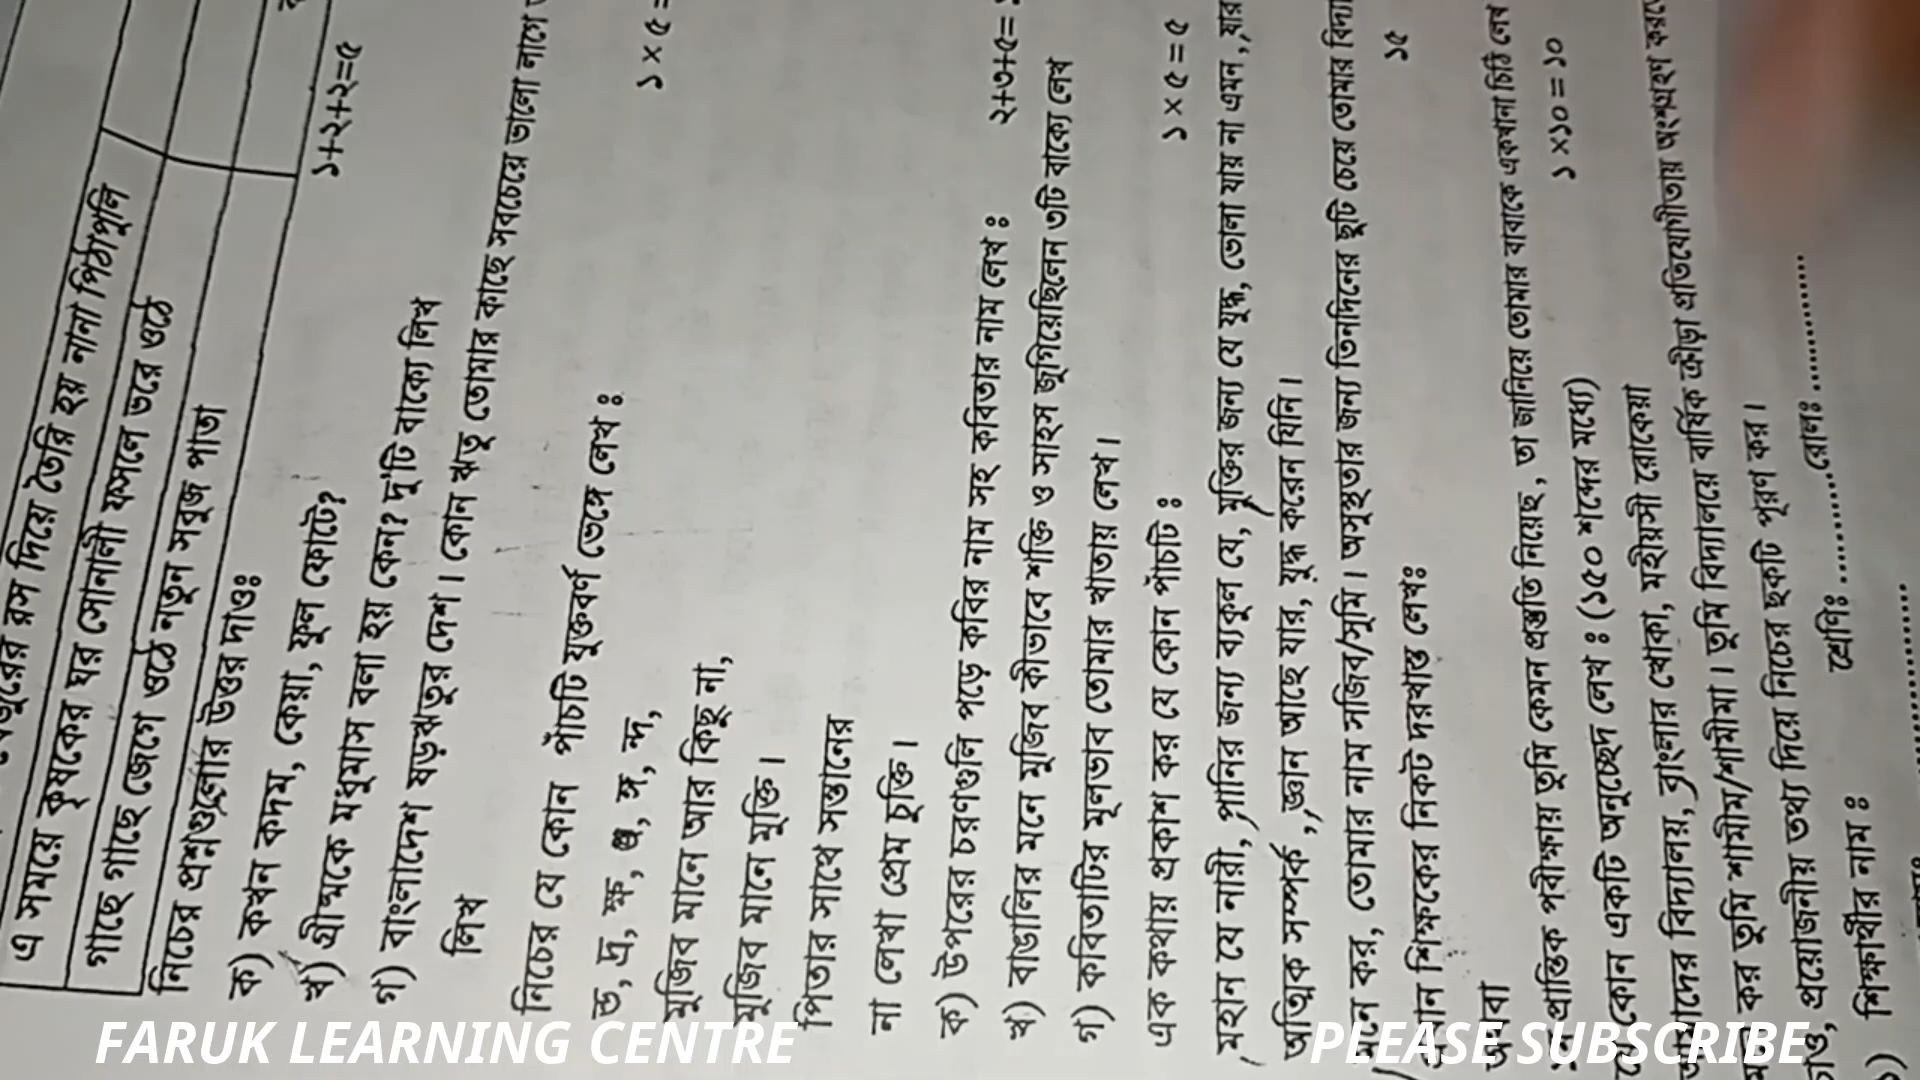 এ সময়ে কৃষকের ঘর সোনালী ফসলে ভরে ওঠে
গাছে গাছে জেগে ওঠে নতুন সবুজ পাতা
রস দিয়ে তৈরি হয় নানা পিঠাপুলি
নিচের প্রশ্নগুলোর উত্তর দাওঃ
১+২+২=৫
ক) কখন কদম, কেয়া, ফুল ফোটে?
খ) গ্রীষ্মকে মধুমাস বলা হয় কেন? দু'টি বাক্যে লিখ
গ) বাংলাদেশ ষড়ঋতুর দেশ। কোন ঋতু তোমার কাছে সবচেয়ে ভালো লাগে
লিখ
নিচের যে কোন পাঁচটি যুক্তবর্ণ ভেঙ্গে লেখ ঃ
১ × ৫ =
ন্ড, দ্র, ক্ষ, ঙ্গ, ন্দ,
মুজিব মানে আর কিছু না,
মুজিব মানে মুক্তি।
পিতার সাথে সন্তানের
না লেখা প্রেম চুক্তি।
ক) উপরের চরণগুলি পড়ে কবির নাম সহ কবিতার নাম লেখ ঃ
২+৩+৫=
খ) বাঙালির মনে মুজিব কীভাবে শক্তি ও সাহস জুগিয়েছিলেন ৩টি বাক্যে লেখ
গ) কবিতাটির মূলভাব তোমার খাতায় লেখ।
এক কথায় প্রকাশ কর যে কোন পাঁচটি ঃ
১ × ৫ = ৫
মহান যে নারী, পানির জন্য ব্যকুল যে, মুক্তির জন্য যে যুদ্ধ, ভোলা যায় না এমন, যার
সম্পর্ক, জ্ঞান আছে যার, যুদ্ধ করেন যিনি।
মনে কর, তোমার নাম সজিব/সুমি। অসুস্থতার জন্য তিনদিনের ছুটি চেয়ে তোমার
প্রধান শিক্ষকের নিকট দরখাস্ত লেখঃ
১৫
অথবা
প্রান্তিক পরীক্ষায় তুমি কেমন প্রস্তুতি নিয়েছ, তা জানিয়ে তোমার বাবাকে একখানা চিঠি লেখ
যে কোন একটি অনুচ্ছেদ লেখ ঃ (১৫০ শব্দের মধ্যে)
১ ×১০ = ১০
আমাদের বিদ্যালয়, বাংলার খোকা, মহীয়সী রোকেয়া
মনে কর তুমি শামীম/শামীমা। তুমি বিদ্যালয়ে বার্ষিক ক্রীড়া প্রতিযোগীতায় অংশগ্রহণ
চাও, প্রয়োজনীয় তথ্য দিয়ে নিচের ছকটি পূরণ কর।
শিক্ষার্থীর নাম ঃ শ্রেণিঃ ............রোলঃ ............
FARUK LEARNING CENTRE
PLEASE SUBSCRIBE